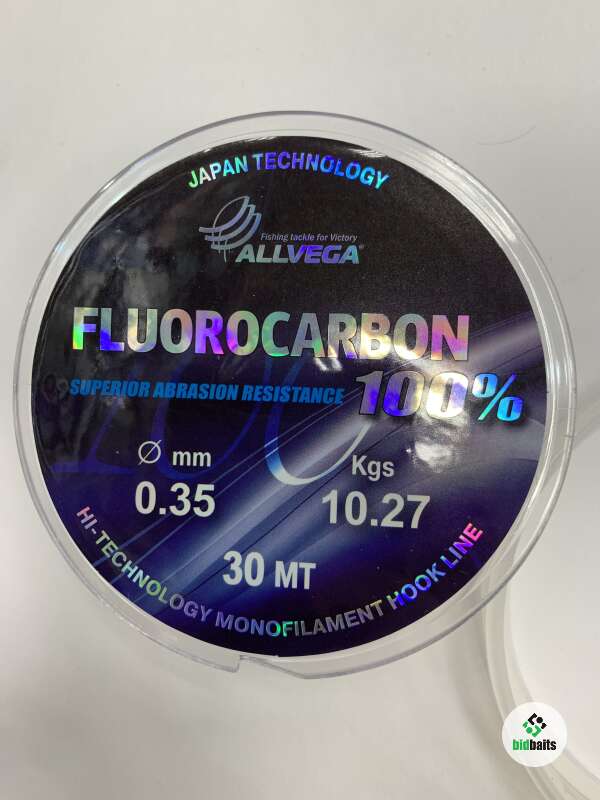 JAPAN TECHNOLOGY
Fishing tackle for Victory
ALLVEGA®
FLUOROCARBON
SUPERIOR ABRASION RESISTANCE
100%
Ø mm
0.35
Kgs
10.27
30 MT
HI-TECHNOLOGY MONOFILAMENT HOOK LINE
bidbaits